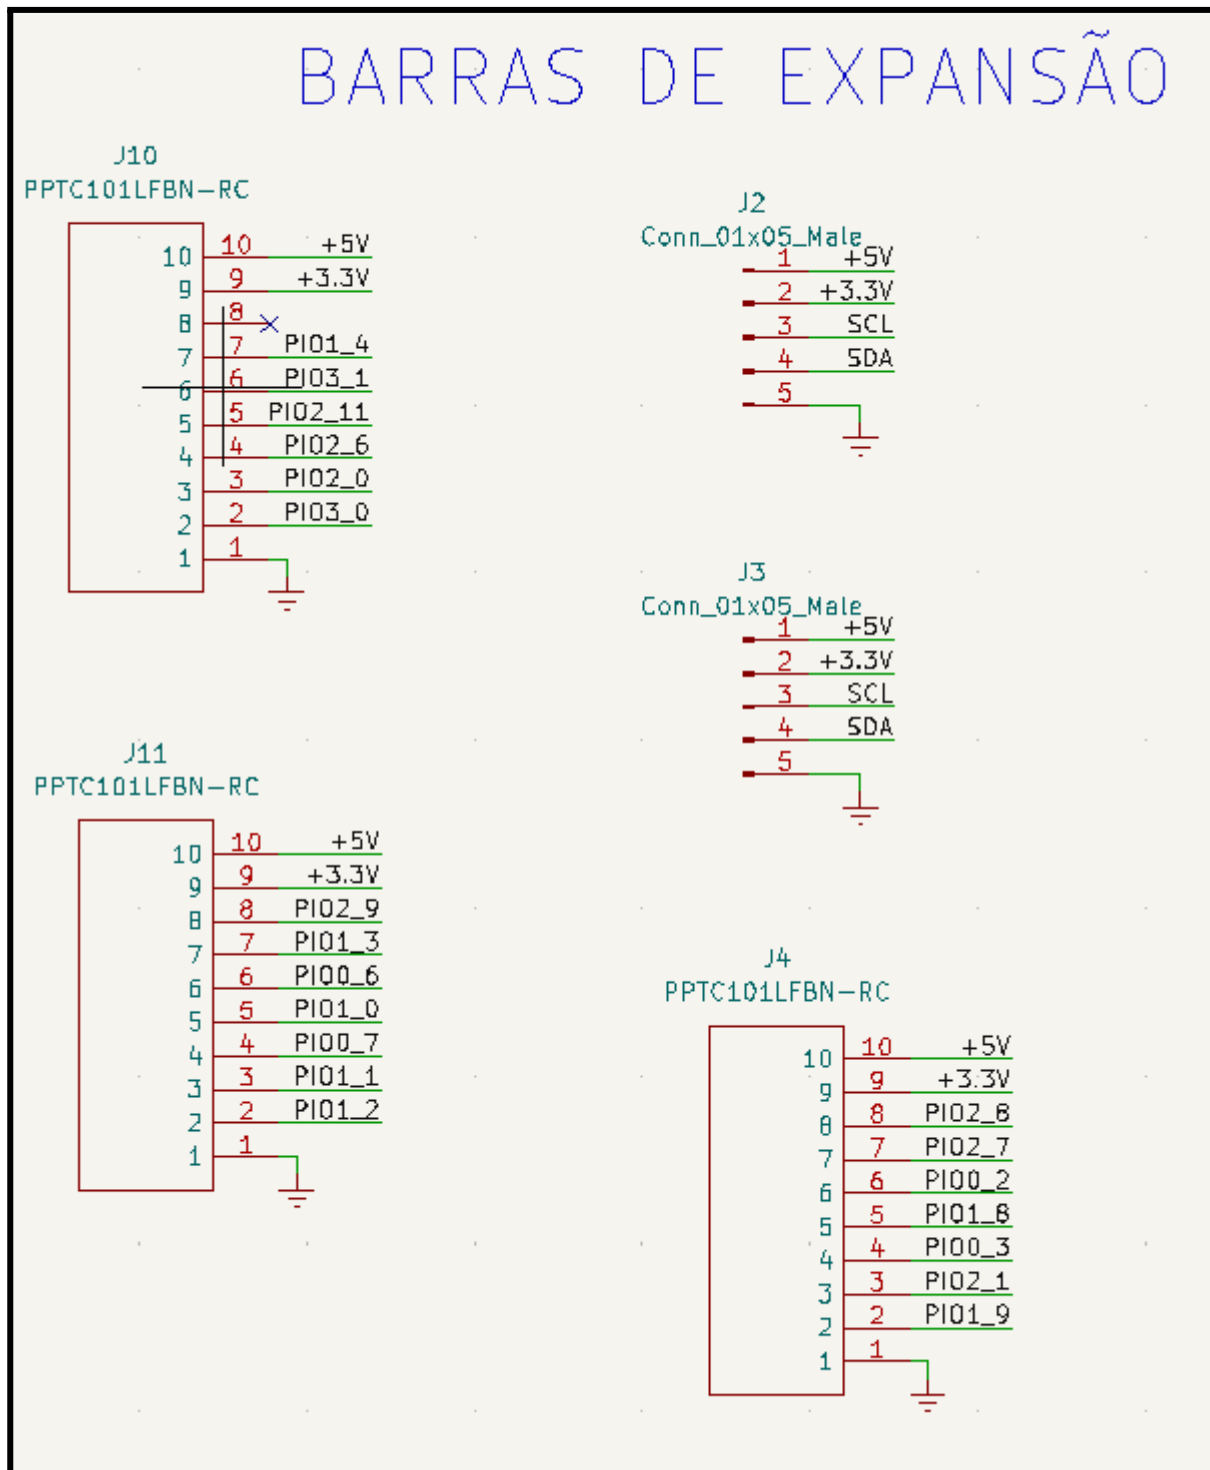 BARRAS DE EXPANSÃO
J10
PPTC101LFBN-RC
10 10 +5V
9 9 +3.3V
8 8
7 7 PIO1_4
6 6 PIO3_1
5 5 PIO2_11
4 4 PIO2_6
3 3 PIO2_0
2 2 PIO3_0
1 1
J2
Conn_01x05_Male
1 +5V
2 +3.3V
3 SCL
4 SDA
5
J3
Conn_01x05_Male
1 +5V
2 +3.3V
3 SCL
4 SDA
5
J11
PPTC101LFBN-RC
10 10 +5V
9 9 +3.3V
8 8 PIO2_9
7 7 PIO1_3
6 6 PIO0_6
5 5 PIO1_0
4 4 PIO0_7
3 3 PIO1_1
2 2 PIO1_2
1 1
J4
PPTC101LFBN-RC
10 10 +5V
9 9 +3.3V
8 8 PIO2_8
7 7 PIO2_7
6 6 PIO0_2
5 5 PIO1_8
4 4 PIO0_3
3 3 PIO2_1
2 2 PIO1_9
1 1